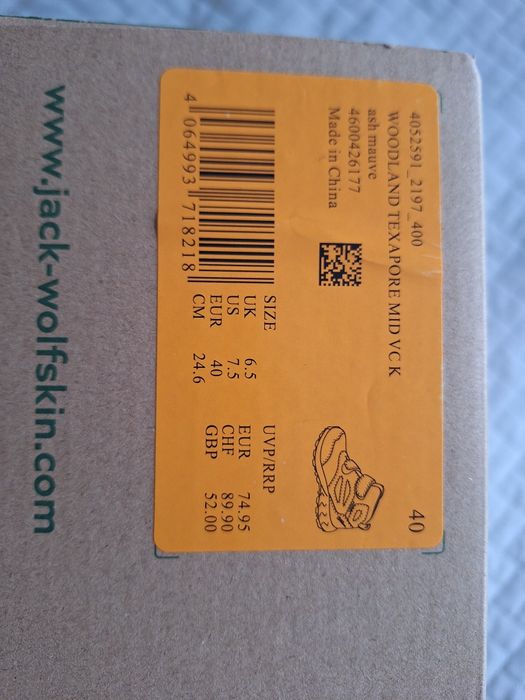 4052591_2197_400
WOODLAND TEXAPORE MID VC K
40
ash mauve
4600426177
Made in China
4 064993 718218
SIZE
UK 6.5
US 7.5
EUR 40
CM 24.6
UVP/RRP
EUR 74.95
CHF 89.90
GBP 52.00
www.jack-wolfskin.com